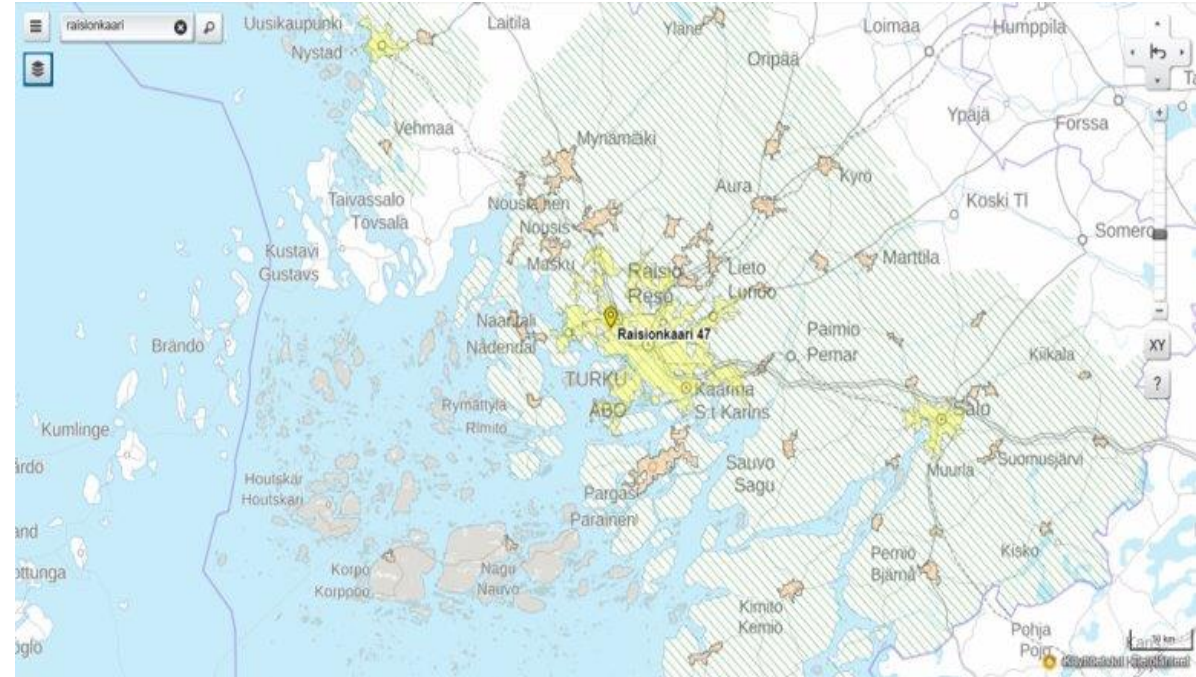 raisionkaari
Uusikaupunki
Nystad
Laitila
Yläne
Loimaa
Humppila
Oripää
Ypäjä
Forssa
Vehmaa
Mynämäki
Aura
Kyrö
Koski Tl
Somero
Taivassalo
Tövsala
Nousiainen
Nousis
Kustavi
Gustavs
Masku
Raisio
Reso
Lieto
Lundo
Marttila
Naantali
Nådendal
Raisionkaari 47
Paimio
Pemar
Kiikala
XY
?
Brändö
TURKU
ÅBO
Kaarina
S:t Karins
Salo
Rymättylä
Rimito
Kumlinge
Sauvo
Sagu
Muurla
Suomusjärvi
Houtskär
Houtskari
Pargas
Parainen
Korpo
Korppoo
Nagu
Nauvo
Perniö
Bjärnå
Kisko
Kimito
Kemiö
Pohja
Pojo
10 km